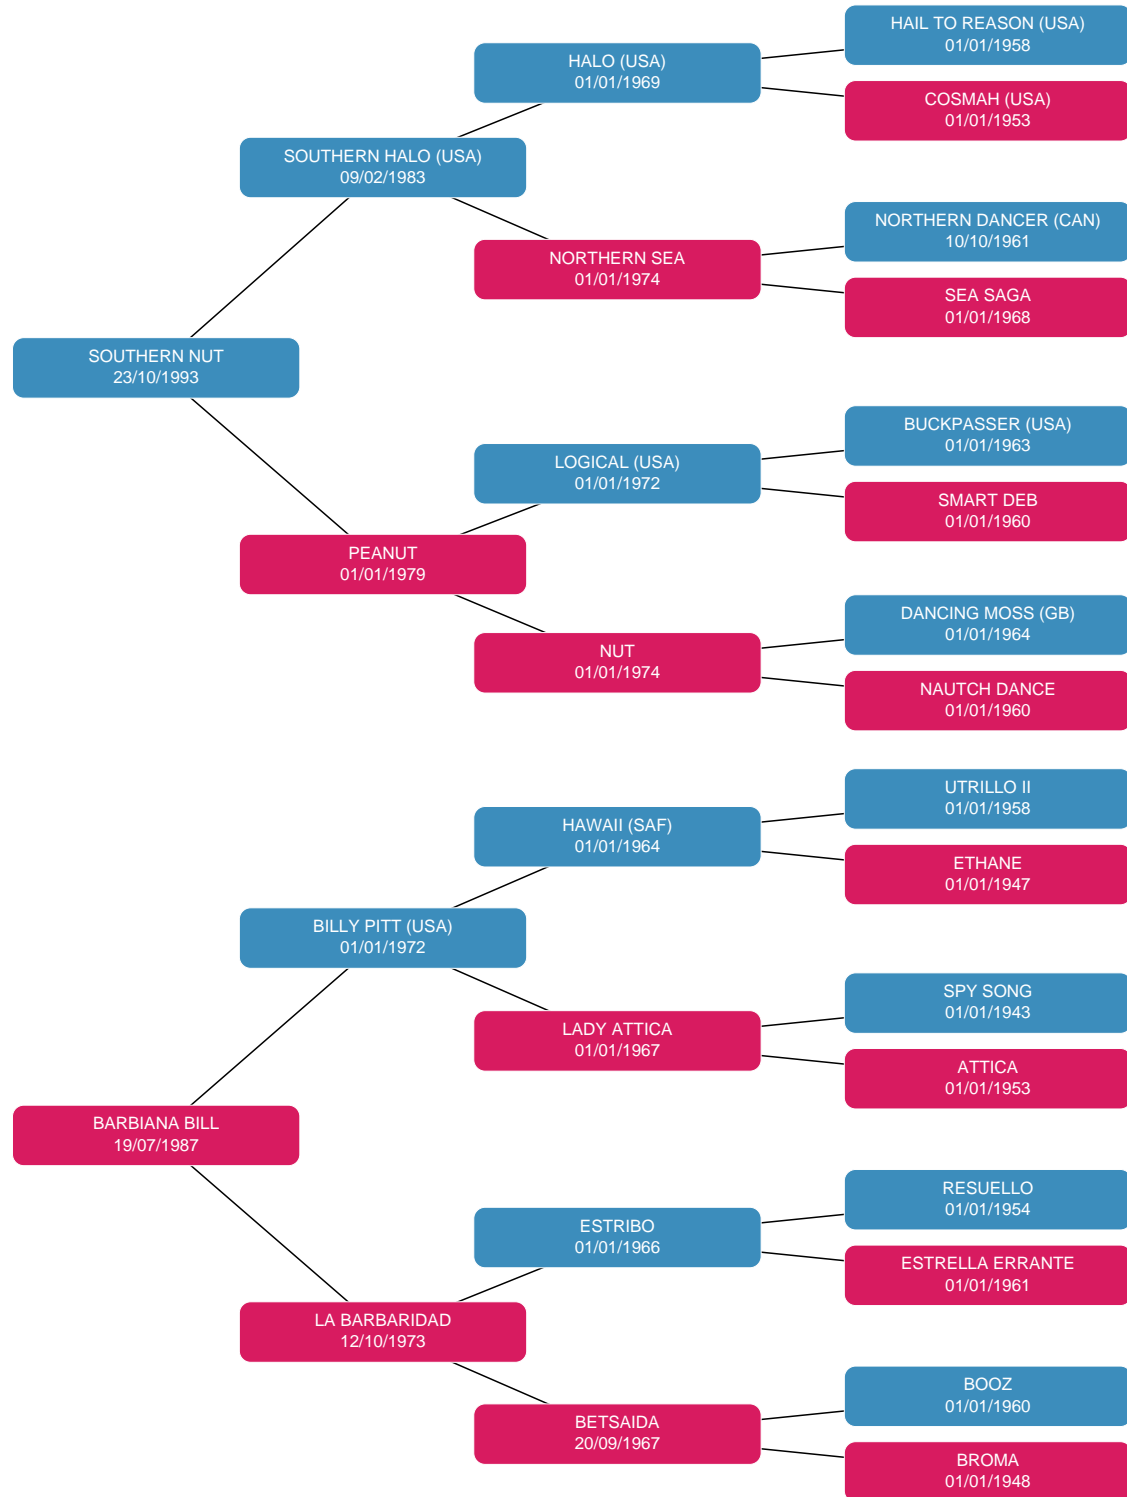 HAIL TO REASON (USA)
01/01/1958
HALO (USA)
01/01/1969
COSMAH (USA)
01/01/1953
SOUTHERN HALO (USA)
09/02/1983
NORTHERN DANCER (CAN)
10/10/1961
NORTHERN SEA
01/01/1974
SEA SAGA
01/01/1968
SOUTHERN NUT
23/10/1993
BUCKPASSER (USA)
01/01/1963
LOGICAL (USA)
01/01/1972
SMART DEB
01/01/1960
PEANUT
01/01/1979
DANCING MOSS (GB)
01/01/1964
NUT
01/01/1974
NAUTCH DANCE
01/01/1960
UTRILLO II
01/01/1958
HAWAII (SAF)
01/01/1964
ETHANE
01/01/1947
BILLY PITT (USA)
01/01/1972
SPY SONG
01/01/1943
LADY ATTICA
01/01/1967
ATTICA
01/01/1953
BARBIANA BILL
19/07/1987
RESUELLO
01/01/1954
ESTRIBO
01/01/1966
ESTRELLA ERRANTE
01/01/1961
LA BARBARIDAD
12/10/1973
BOOZ
01/01/1960
BETSAIDA
20/09/1967
BROMA
01/01/1948